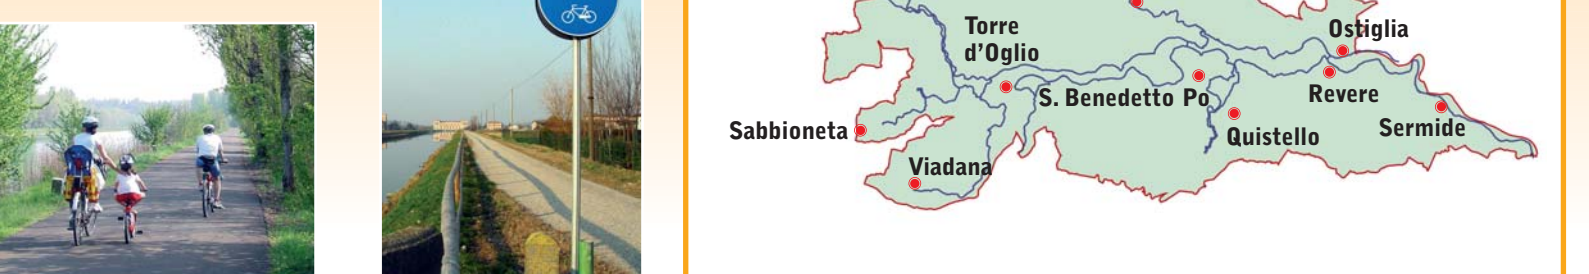 Torre
d'Oglio
Ostiglia
S. Benedetto Po
Revere
Sabbioneta
Quistello
Sermide
Viadana